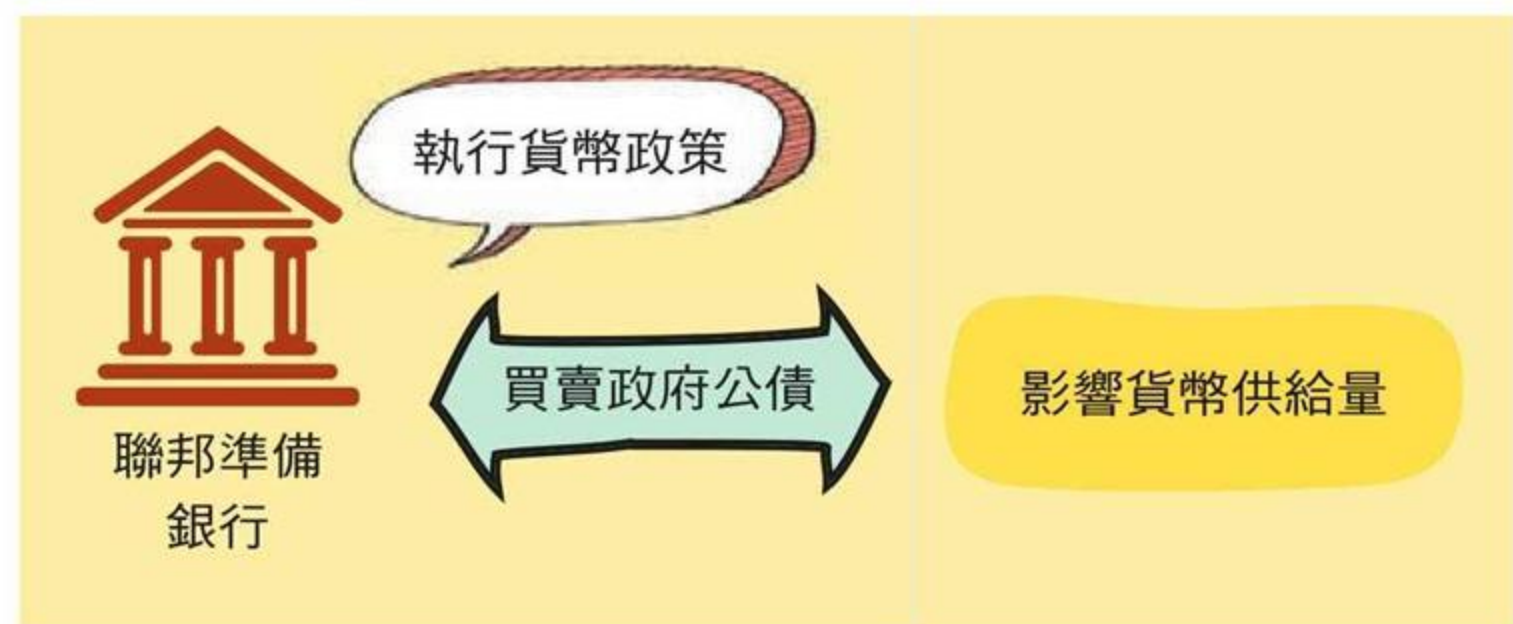 執行貨幣政策
買賣政府公債
影響貨幣供給量
聯邦準備
銀行